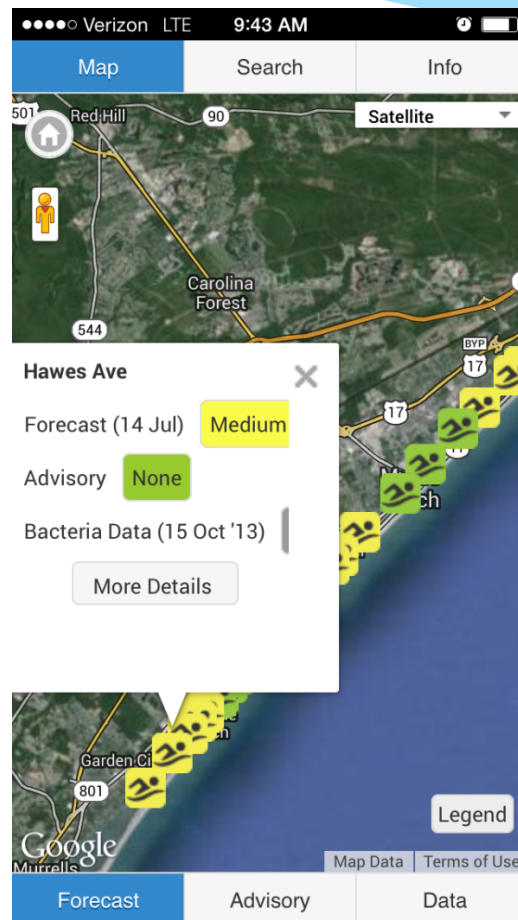 Verizon LTE 9:43 AM
Map Search Info
501 Red Hill 90 Satellite
Carolina
Forest
544
BYP
17
Hawes Ave
17
Forecast (14 Jul) Medium
Advisory None
Bacteria Data (15 Oct '13)
More Details
Garden Ci
801
Legend
Google
Murrells
Map Data Terms of Use
Forecast Advisory Data